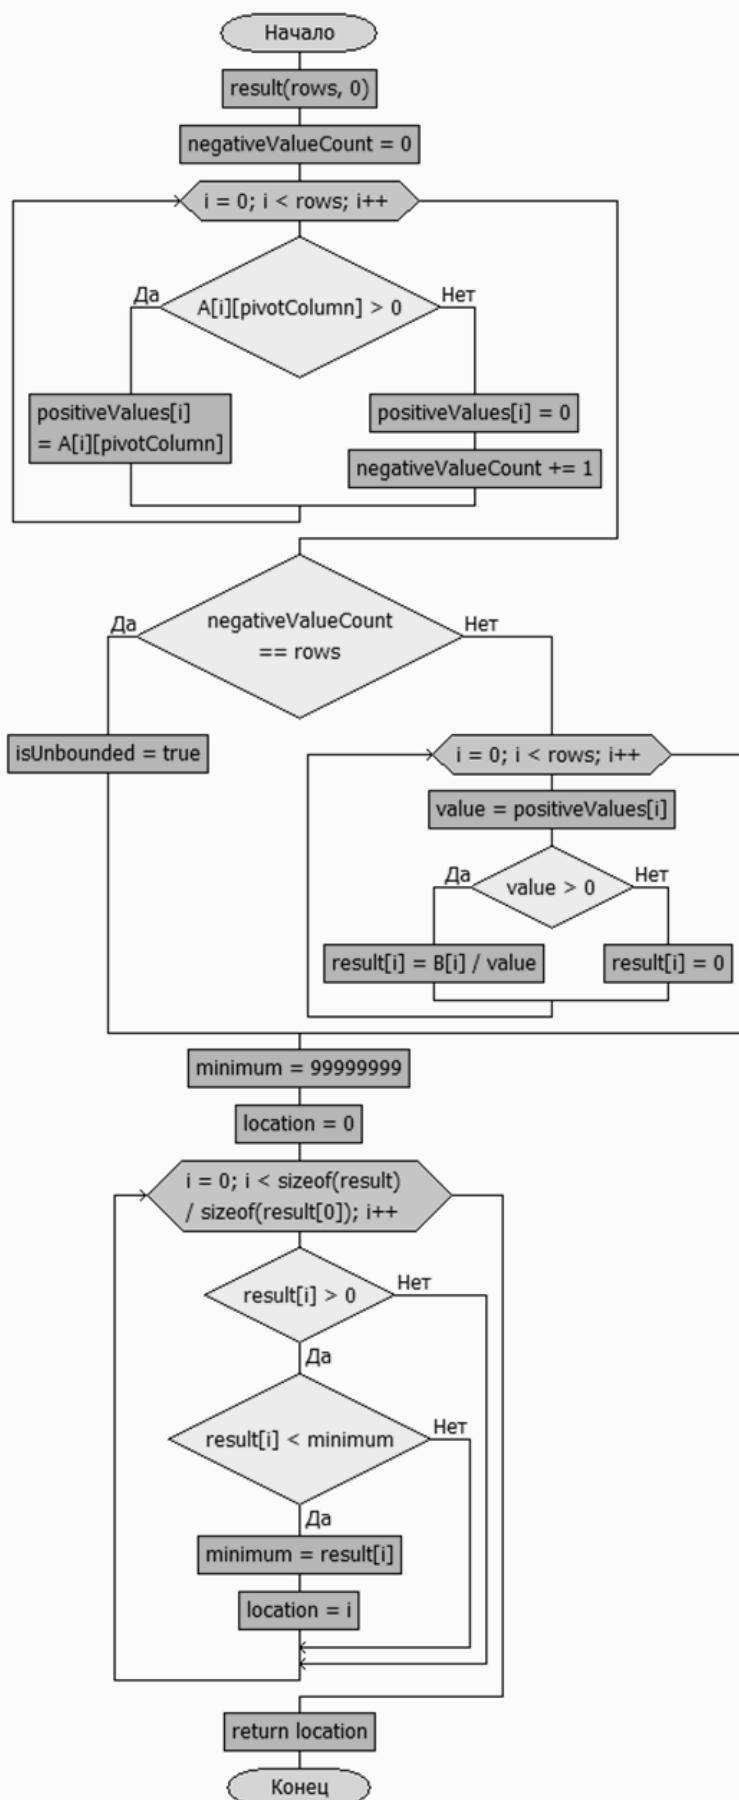 Начало
result(rows, 0)
negativeValueCount = 0
i = 0; i < rows; i++
Да
A[i][pivotColumn] > 0
Нет
positiveValues[i]
= A[i][pivotColumn]
positiveValues[i] = 0
negativeValueCount += 1
Да
negativeValueCount
== rows
Нет
isUnbounded = true
i = 0; i < rows; i++
value = positiveValues[i]
Да
value > 0
Нет
result[i] = B[i] / value
result[i] = 0
minimum = 99999999
location = 0
i = 0; i < sizeof(result)
/ sizeof(result[0]); i++
result[i] > 0
Нет
Да
result[i] < minimum
Нет
Да
minimum = result[i]
location = i
return location
Конец